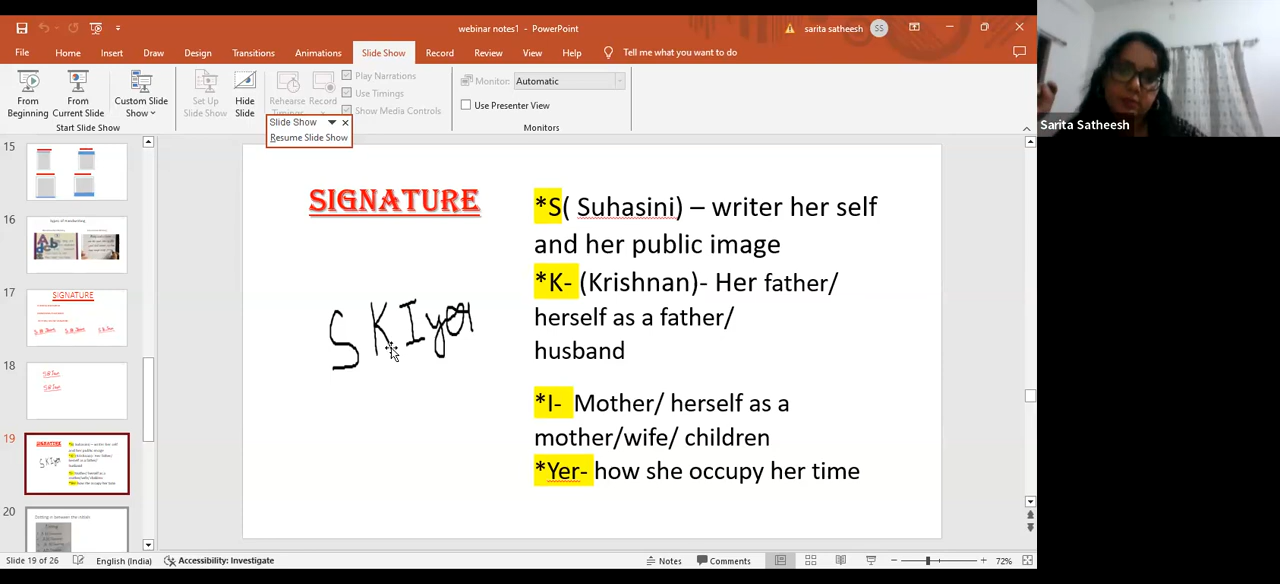 webinar notes1 - PowerPoint
sarita satheesh
SS
File Home Insert Draw Design Transitions Animations Slide Show Record Review View Help Tell me what you want to do
From Beginning
From Current Slide
Custom Slide Show
Set Up Slide Show
Hide Slide
Rehearse
Record
Play Narrations
Use Timings
Show Media Controls
Monitor: Automatic
Use Presenter View
Start Slide Show
Monitors
Slide Show
Resume Slide Show
Sarita Satheesh
15
16
17
SIGNATURE
18
19
20
SIGNATURE
S K Iyer
*S( Suhasini) – writer her self
and her public image
*K- (Krishnan)- Her father/
herself as a father/
husband
*I- Mother/ herself as a
mother/wife/ children
*Yer- how she occupy her time
Slide 19 of 26
English (India)
Accessibility: Investigate
Notes
Comments
72%